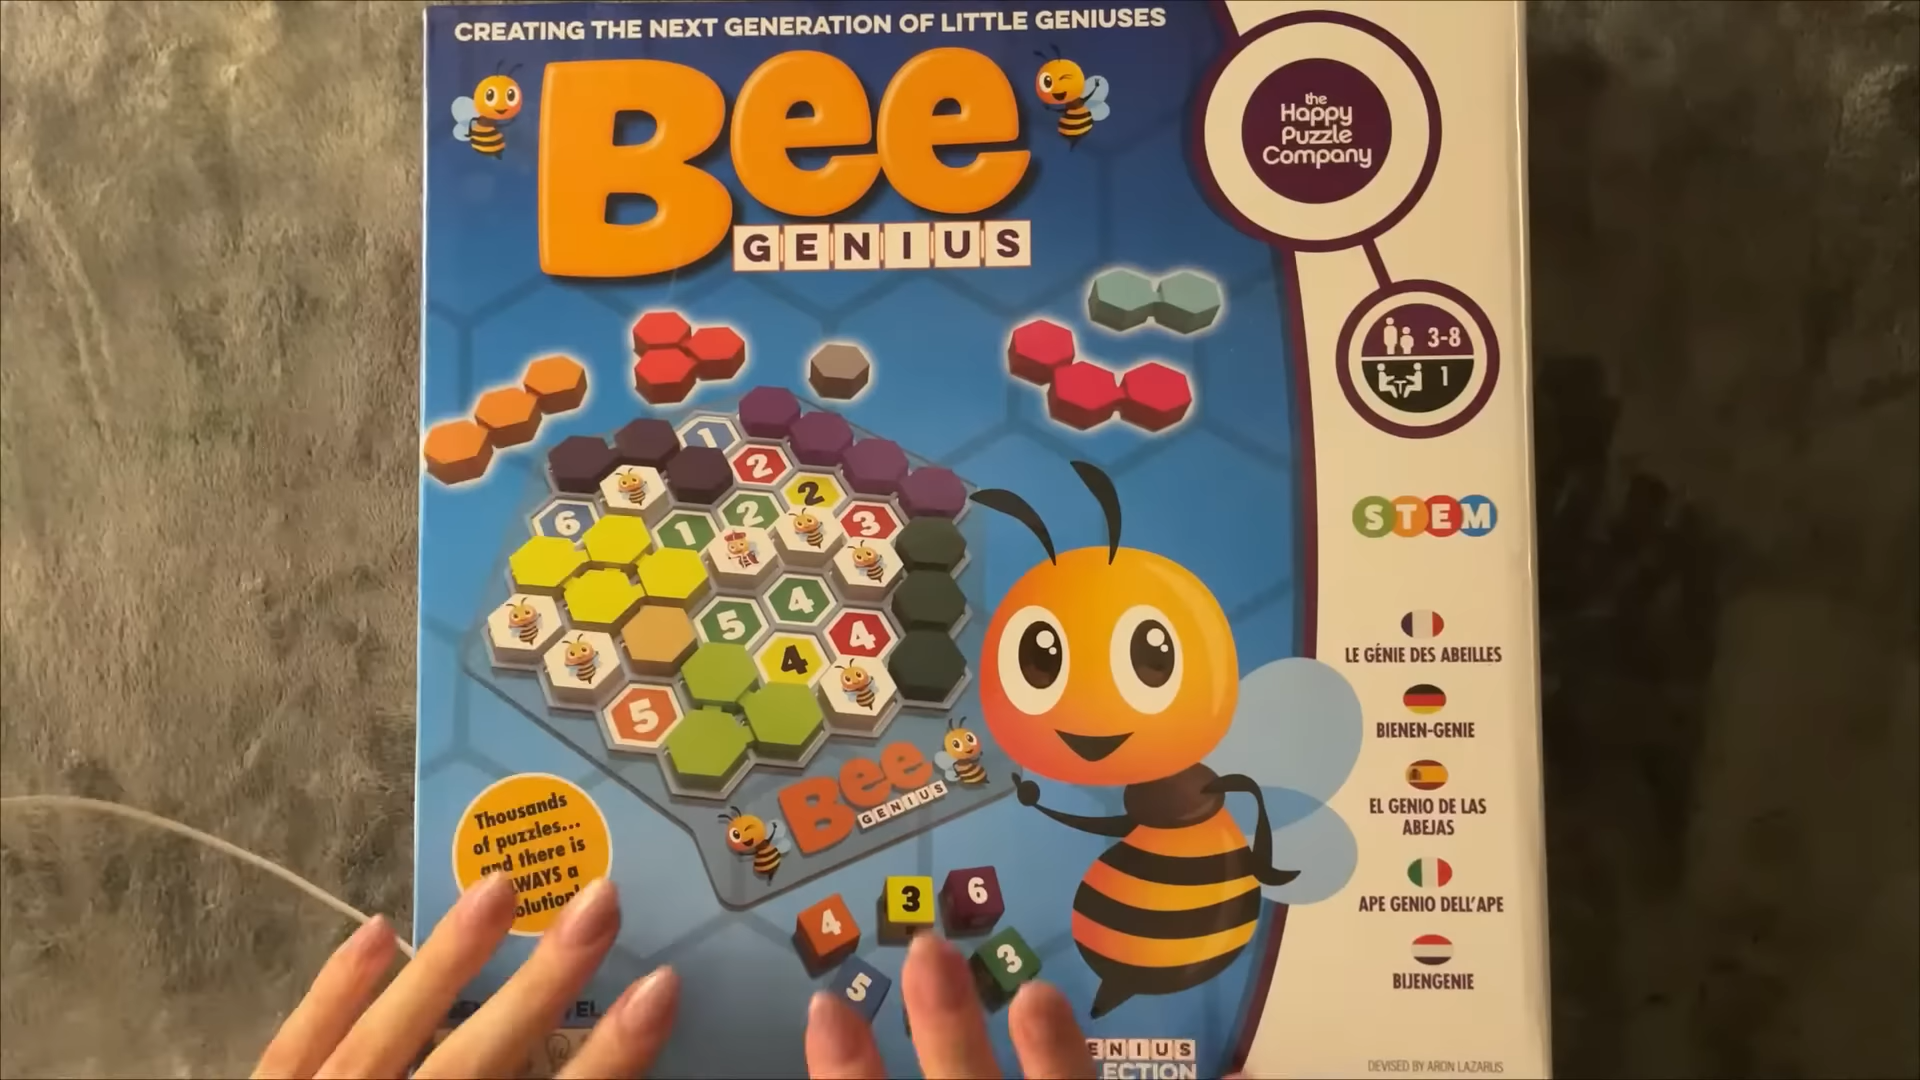 CREATING THE NEXT GENERATION OF LITTLE GENIUSES
Bee
GENIUS
the
Happy
Puzzle
Company
3-8
1
STEM
1
2
2
6
1
2
3
5
4
4
4
5
LE GÉNIE DES ABEILLES
BIENEN-GENIE
EL GENIO DE LAS
ABEJAS
APE GENIO DELL'APE
BIJENGENIE
Bee
GENIUS
Thousands
of puzzles...
and there is
a
4
3
6
5
3
DEVISED BY ARON LAZARUS